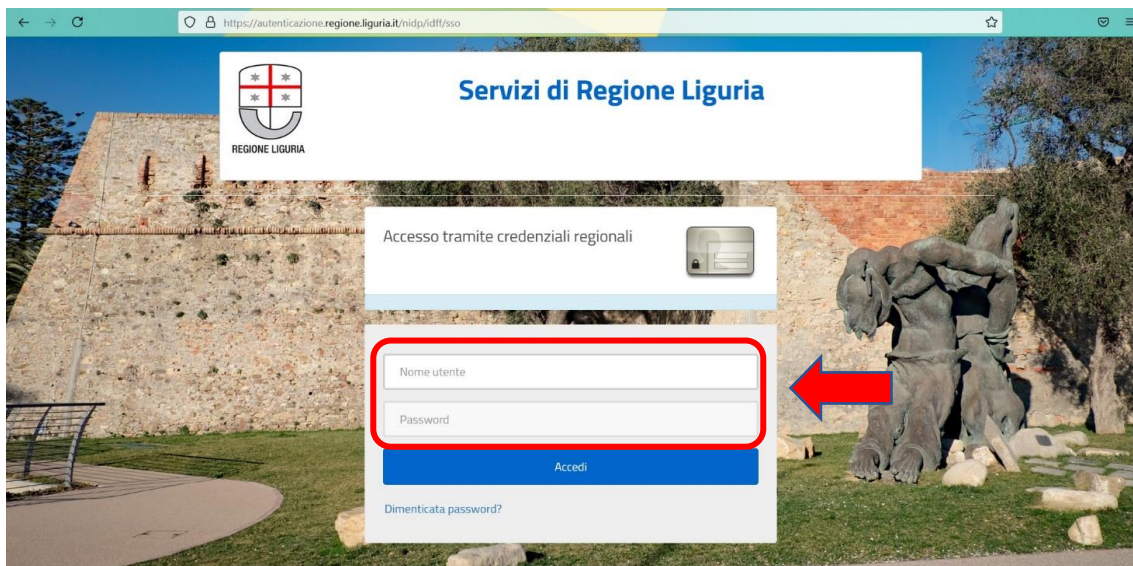 https://autenticazione.regione.liguria.it/nidp/idff/sso
Servizi di Regione Liguria
REGIONE LIGURIA
Accesso tramite credenziali regionali
Nome utente
Password
Accedi
Dimenticata password?